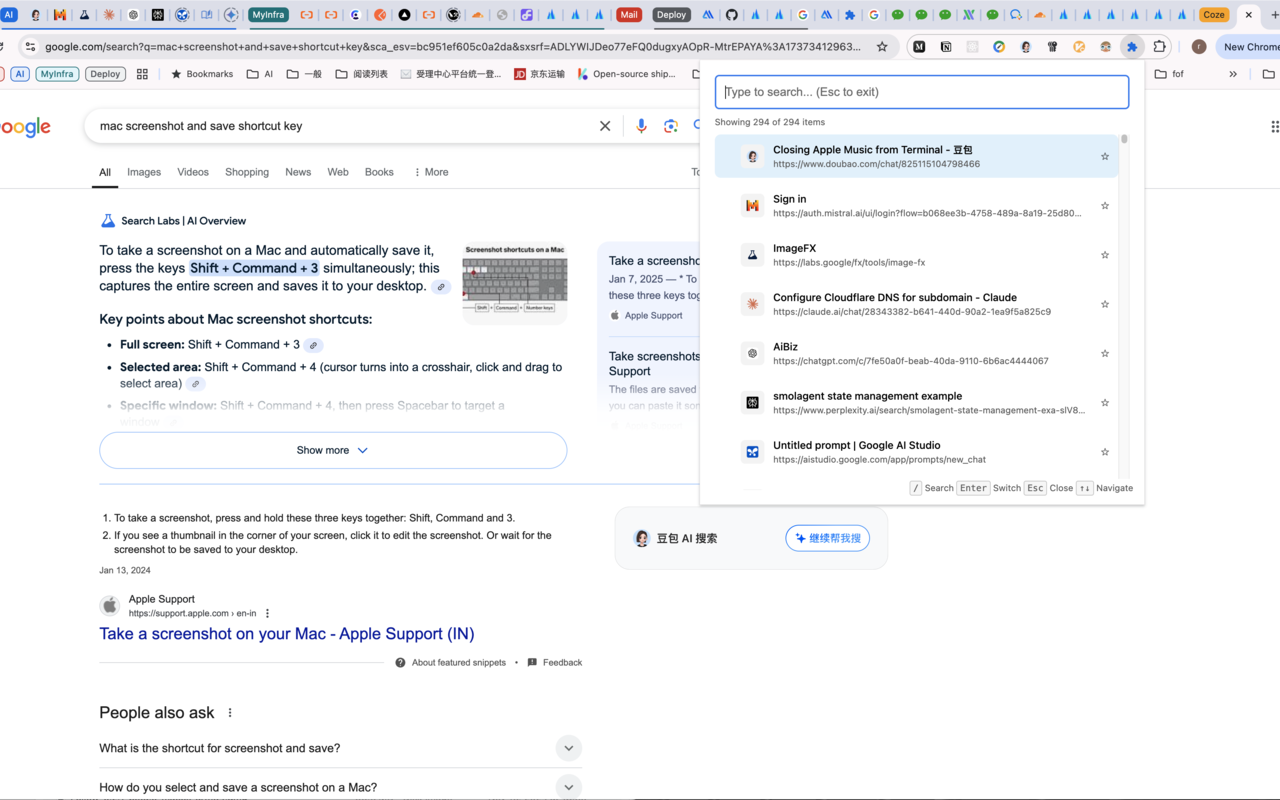 AI
MyInfra
Mail
Deploy
Coze
google.com/search?q=mac+screenshot+and+save+shortcut+key&sca_esv=bc951ef605c0a2da&sxsrf=ADLYWIJDeo77eFQ0dugxyAOpR-MtrEPAYA%3A17373412963...
New Chrome
AI
MyInfra
Deploy
Bookmarks
AI
一般
阅读列表
受理中心平台统一登...
京东运输
Open-source ship...
fof
oogle
mac screenshot and save shortcut key
All
Images
Videos
Shopping
News
Web
Books
More
To
Search Labs | AI Overview
To take a screenshot on a Mac and automatically save it,
press the keys Shift + Command + 3 simultaneously; this
captures the entire screen and saves it to your desktop.
Screenshot shortcuts on a Mac
Shift + Command + Number keys
Key points about Mac screenshot shortcuts:
Full screen: Shift + Command + 3
Selected area: Shift + Command + 4 (cursor turns into a crosshair, click and drag to
select area)
Specific window: Shift + Command + 4, then press Spacebar to target a
window
Show more
Take a screensho
Jan 7, 2025 — * To
these three keys tog
Apple Support
Take screenshots
Support
The files are saved
you can paste it som
Type to search... (Esc to exit)
Showing 294 of 294 items
Closing Apple Music from Terminal - 豆包
https://www.doubao.com/chat/825115104798466
Sign in
https://auth.mistral.ai/ui/login?flow=b068ee3b-4758-489a-8a19-25d80...
ImageFX
https://labs.google/fx/tools/image-fx
Configure Cloudflare DNS for subdomain - Claude
https://claude.ai/chat/28343382-b641-440d-90a2-1ea9f5a825c9
AiBiz
https://chatgpt.com/c/7fe50a0f-beab-40da-9110-6b6ac4444067
smolagent state management example
https://www.perplexity.ai/search/smolagent-state-management-exa-slV8...
Untitled prompt | Google AI Studio
https://aistudio.google.com/app/prompts/new_chat
/ Search Enter Switch Esc Close ↑↓ Navigate
1. To take a screenshot, press and hold these three keys together: Shift, Command and 3.
2. If you see a thumbnail in the corner of your screen, click it to edit the screenshot. Or wait for the
screenshot to be saved to your desktop.
Jan 13, 2024
Apple Support
https://support.apple.com › en-in
Take a screenshot on your Mac - Apple Support (IN)
About featured snippets
•
Feedback
豆包 AI 搜索
继续帮我搜
People also ask
What is the shortcut for screenshot and save?
How do you select and save a screenshot on a Mac?